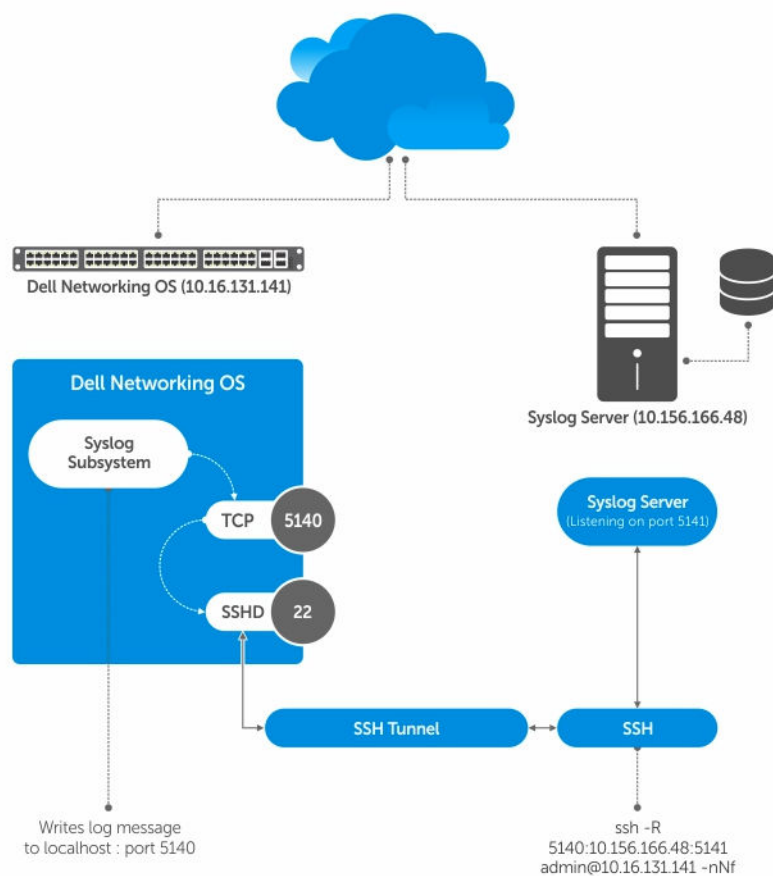 Dell Networking OS (10.16.131.141)
Syslog Server (10.156.166.48)
Dell Networking OS
Syslog
Subsystem
TCP
5140
SSHD
22
Syslog Server
(Listening on port 5141)
SSH Tunnel
SSH
Writes log message
to localhost : port 5140
ssh -R
5140:10.156.166.48:5141
admin@10.16.131.141 -nNf